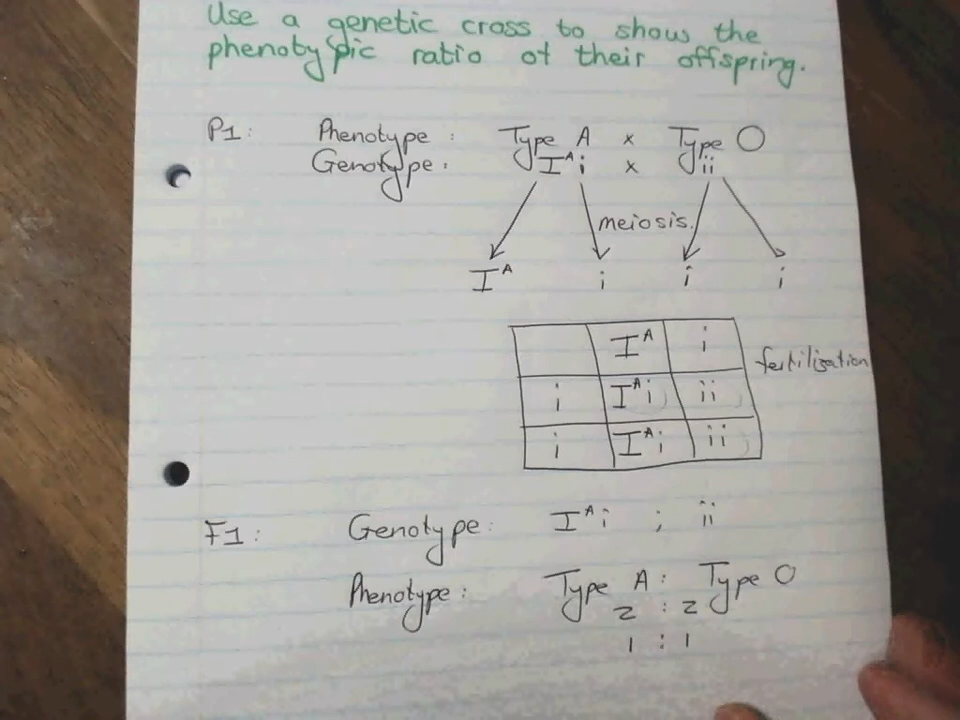 Use a genetic cross to show the
phenotypic ratio of their offspring.
P1: Phenotype: Type A x Type O
Genotype: Iᴬi x ii
meiosis.
Iᴬ i i i
Iᴬ i
fertilization
i Iᴬi ii
i Iᴬi ii
F1: Genotype: Iᴬi ; ii
Phenotype: Type A: Type O
2 : 2
1 : 1